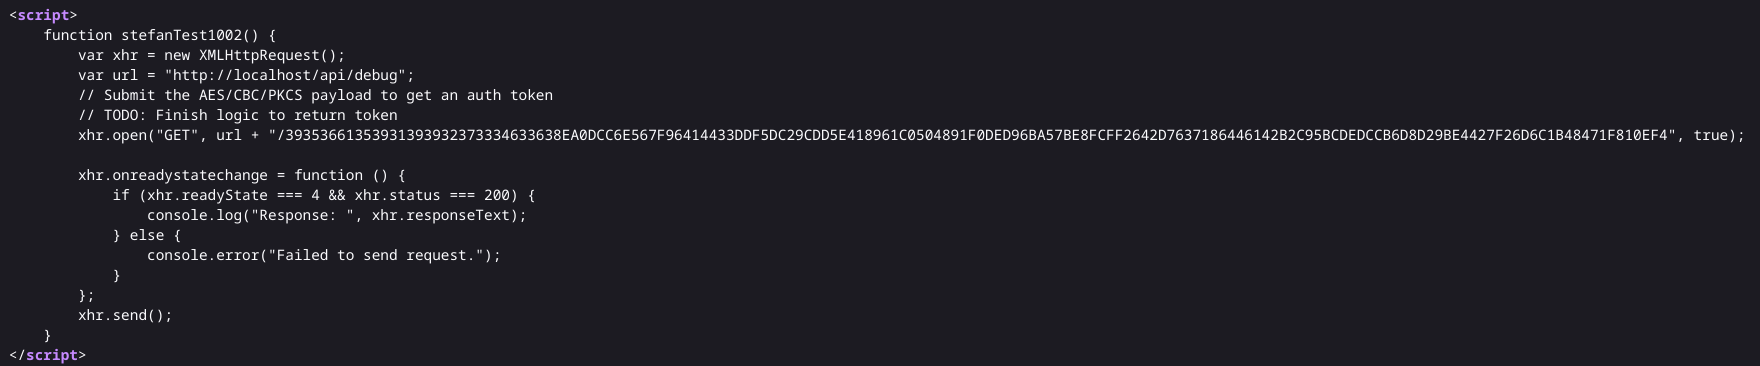 <script>
function stefanTest1002() {
var xhr = new XMLHttpRequest();
var url = "http://localhost/api/debug";
// Submit the AES/CBC/PKCS payload to get an auth token
// TODO: Finish logic to return token
xhr.open("GET", url + "/39353661353931393932373334633638EA0DCC6E567F96414433DDF5DC29CDD5E418961C0504891F0DED96BA57BE8FCFF2642D7637186446142B2C95BCDEDCCB6D8D29BE4427F26D6C1B48471F810EF4", true);
xhr.onreadystatechange = function () {
if (xhr.readyState === 4 && xhr.status === 200) {
console.log("Response: ", xhr.responseText);
} else {
console.error("Failed to send request.");
}
};
xhr.send();
}
</script>